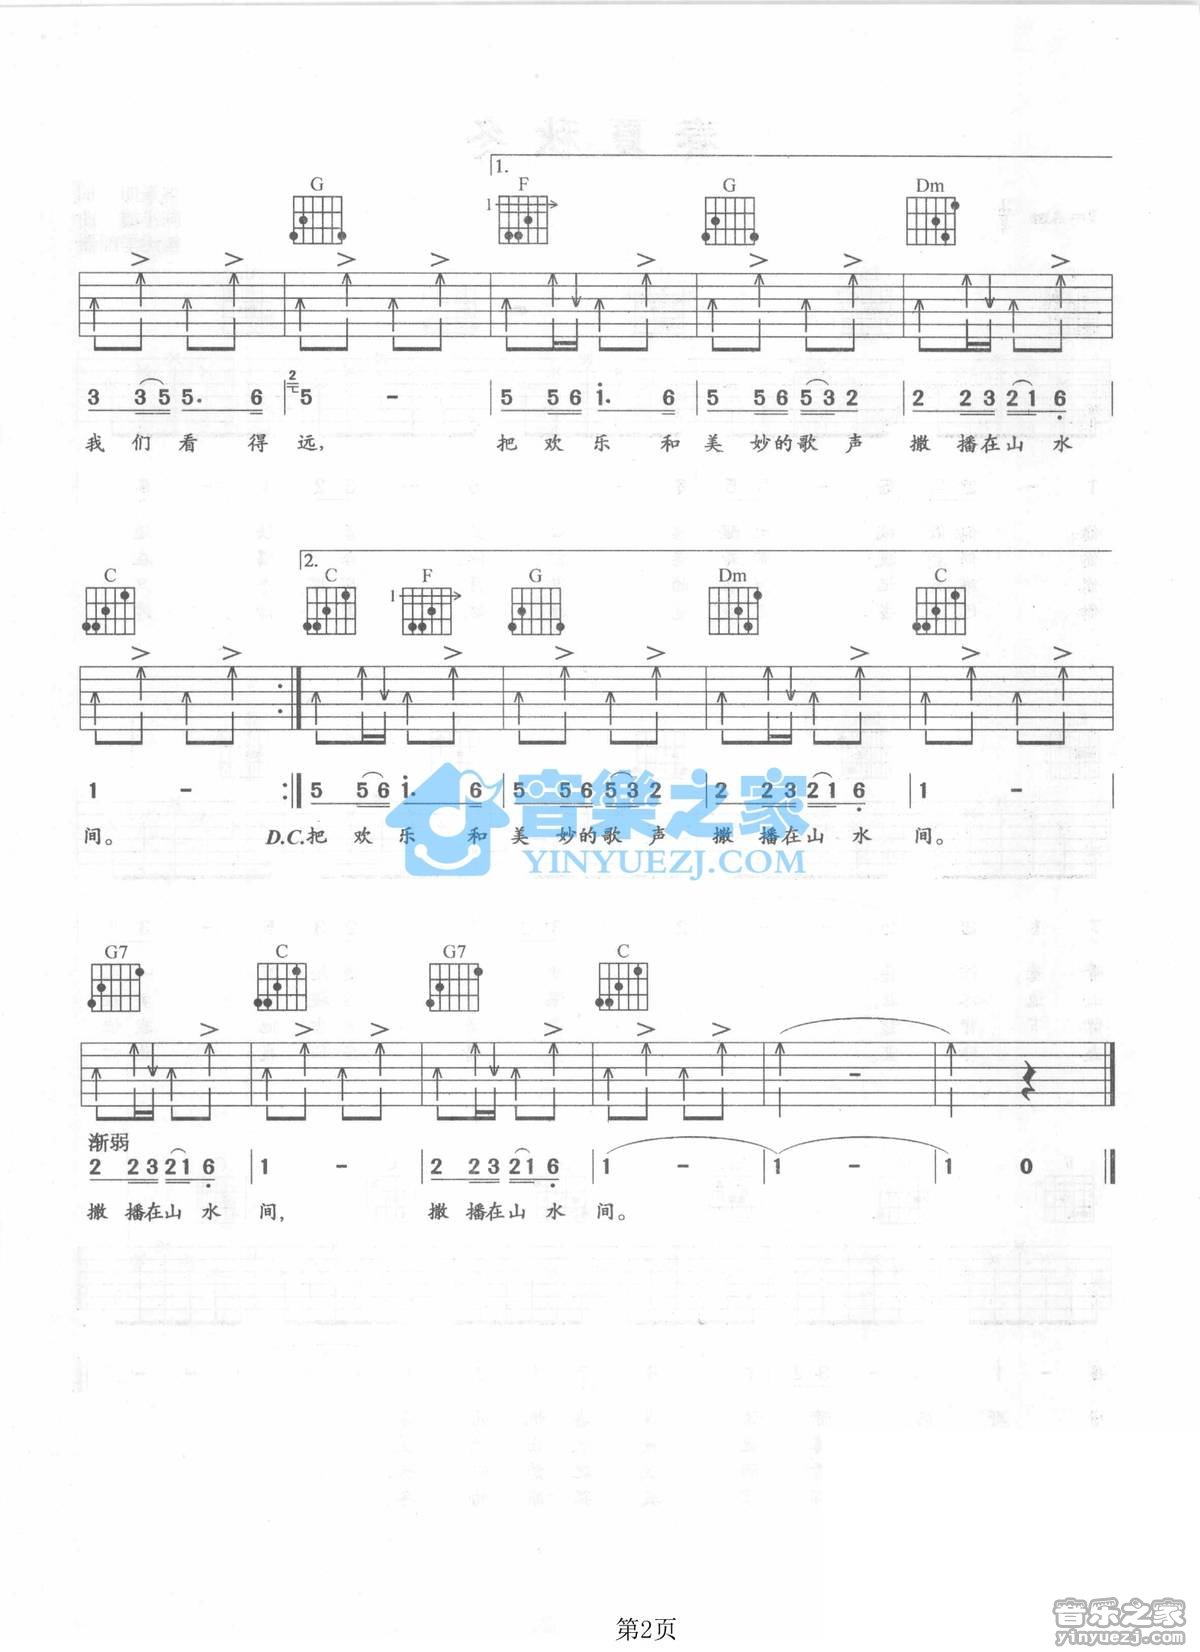 1.
G F G Dm
1
3 3 5 5. 6 2 5 - 5 5 6 i. 6 5 5 6 5 3 2 2 2 3 2 1 6
我们看得远, 把欢乐和美妙的歌声撒播在山水
2.
C C F G Dm C
1
1 - 5 5 6 i. 6 5 5 6 5 3 2 2 2 3 2 1 6 1 -
间。 D.C.把欢乐和美妙的歌声撒播在山水间。
音樂之家
YINYUEZJ.COM
G7 C G7 C
渐弱
2 2 3 2 1 6 1 - 2 2 3 2 1 6 1 - 1 - 1 0
撒播在山水间, 撒播在山水间。
第2页
音乐之家
yinyuezj.com